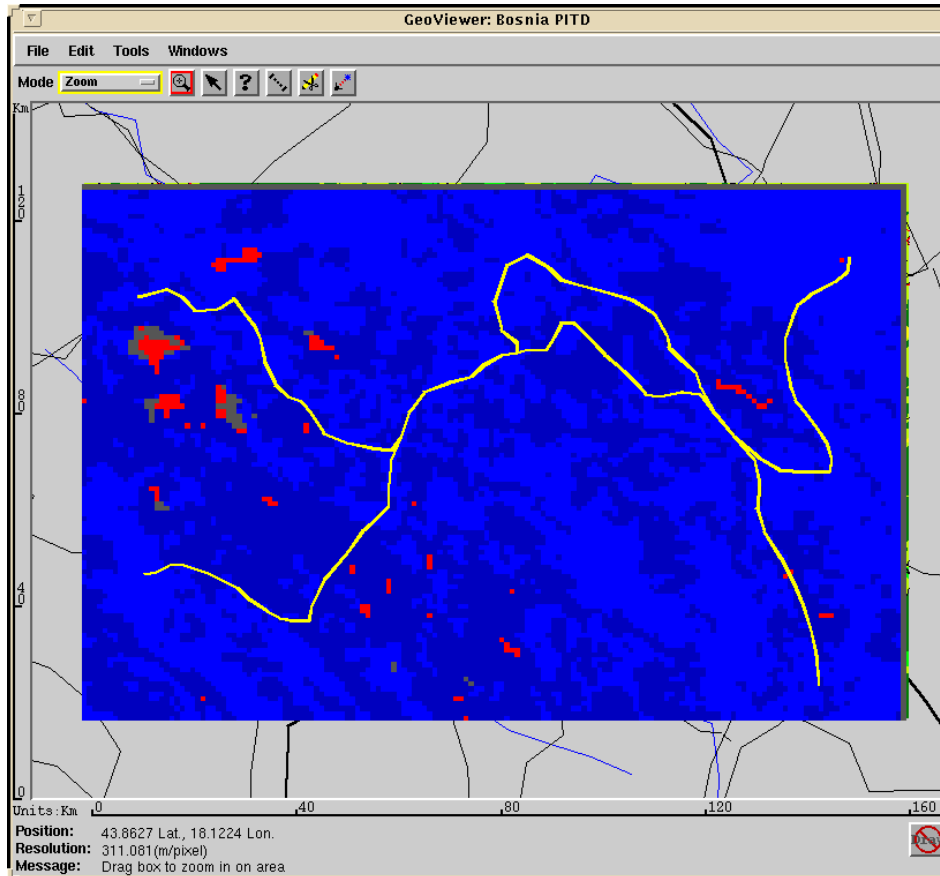 GeoViewer: Bosnia PITD
File Edit Tools Windows
Mode Zoom
Km
120
80
40
0
Units:Km 0 40 80 120 160
Position: 43.8627 Lat., 18.1224 Lon.
Resolution: 311.081(m/pixel)
Message: Drag box to zoom in on area